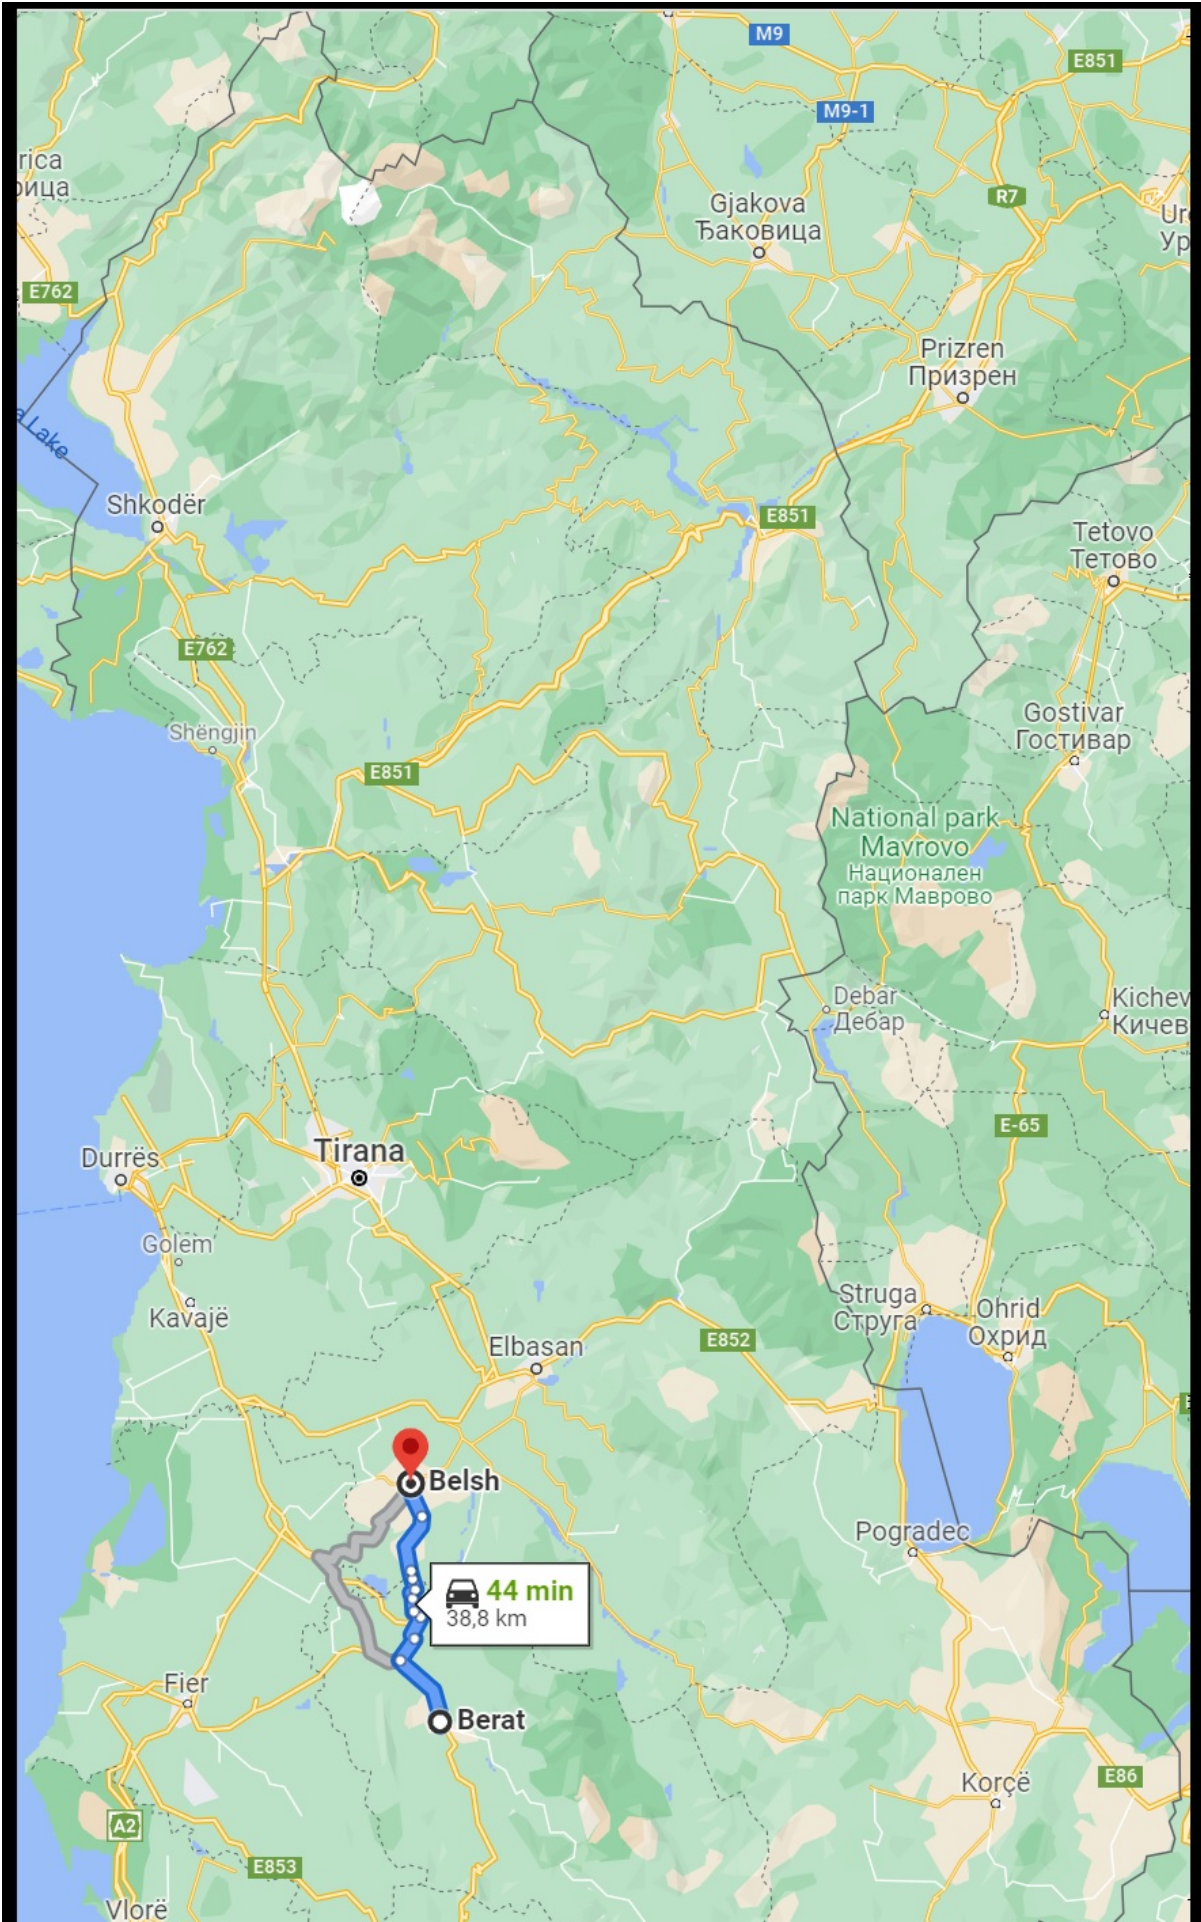 M9
E851
M9-1
rica
рица
Gjakova
Ђаковица
R7
Ur
Ур
E762
Prizren
Призрен
a Lake
Shkodër
E851
Tetovo
Тетово
E762
Shëngjin
Gostivar
Гостивар
E851
National park
Mavrovo
Национален
парк Маврово
Debar
Дебар
Kichev
Кичев
E-65
Tirana
Durrës
Golem
Kavajë
Struga
Струга
Ohrid
Охрид
Elbasan
E852
Belsh
Pogradec
44 min
38,8 km
Fier
Berat
Korçë
E86
A2
E853
Vlorë